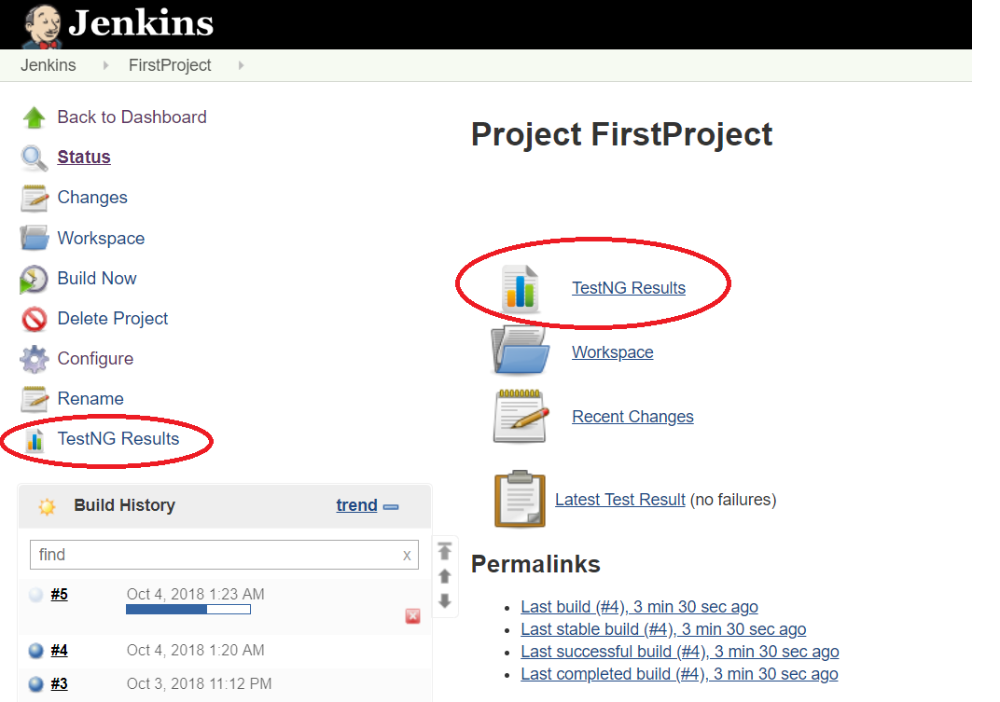 Jenkins
Jenkins FirstProject
Back to Dashboard
Status
Changes
Workspace
Build Now
Delete Project
Configure
Rename
TestNG Results
Build History trend
find x
#5 Oct 4, 2018 1:23 AM
#4 Oct 4, 2018 1:20 AM
#3 Oct 3, 2018 11:12 PM
Project FirstProject
TestNG Results
Workspace
Recent Changes
Latest Test Result (no failures)
Permalinks
Last build (#4), 3 min 30 sec ago
Last stable build (#4), 3 min 30 sec ago
Last successful build (#4), 3 min 30 sec ago
Last completed build (#4), 3 min 30 sec ago